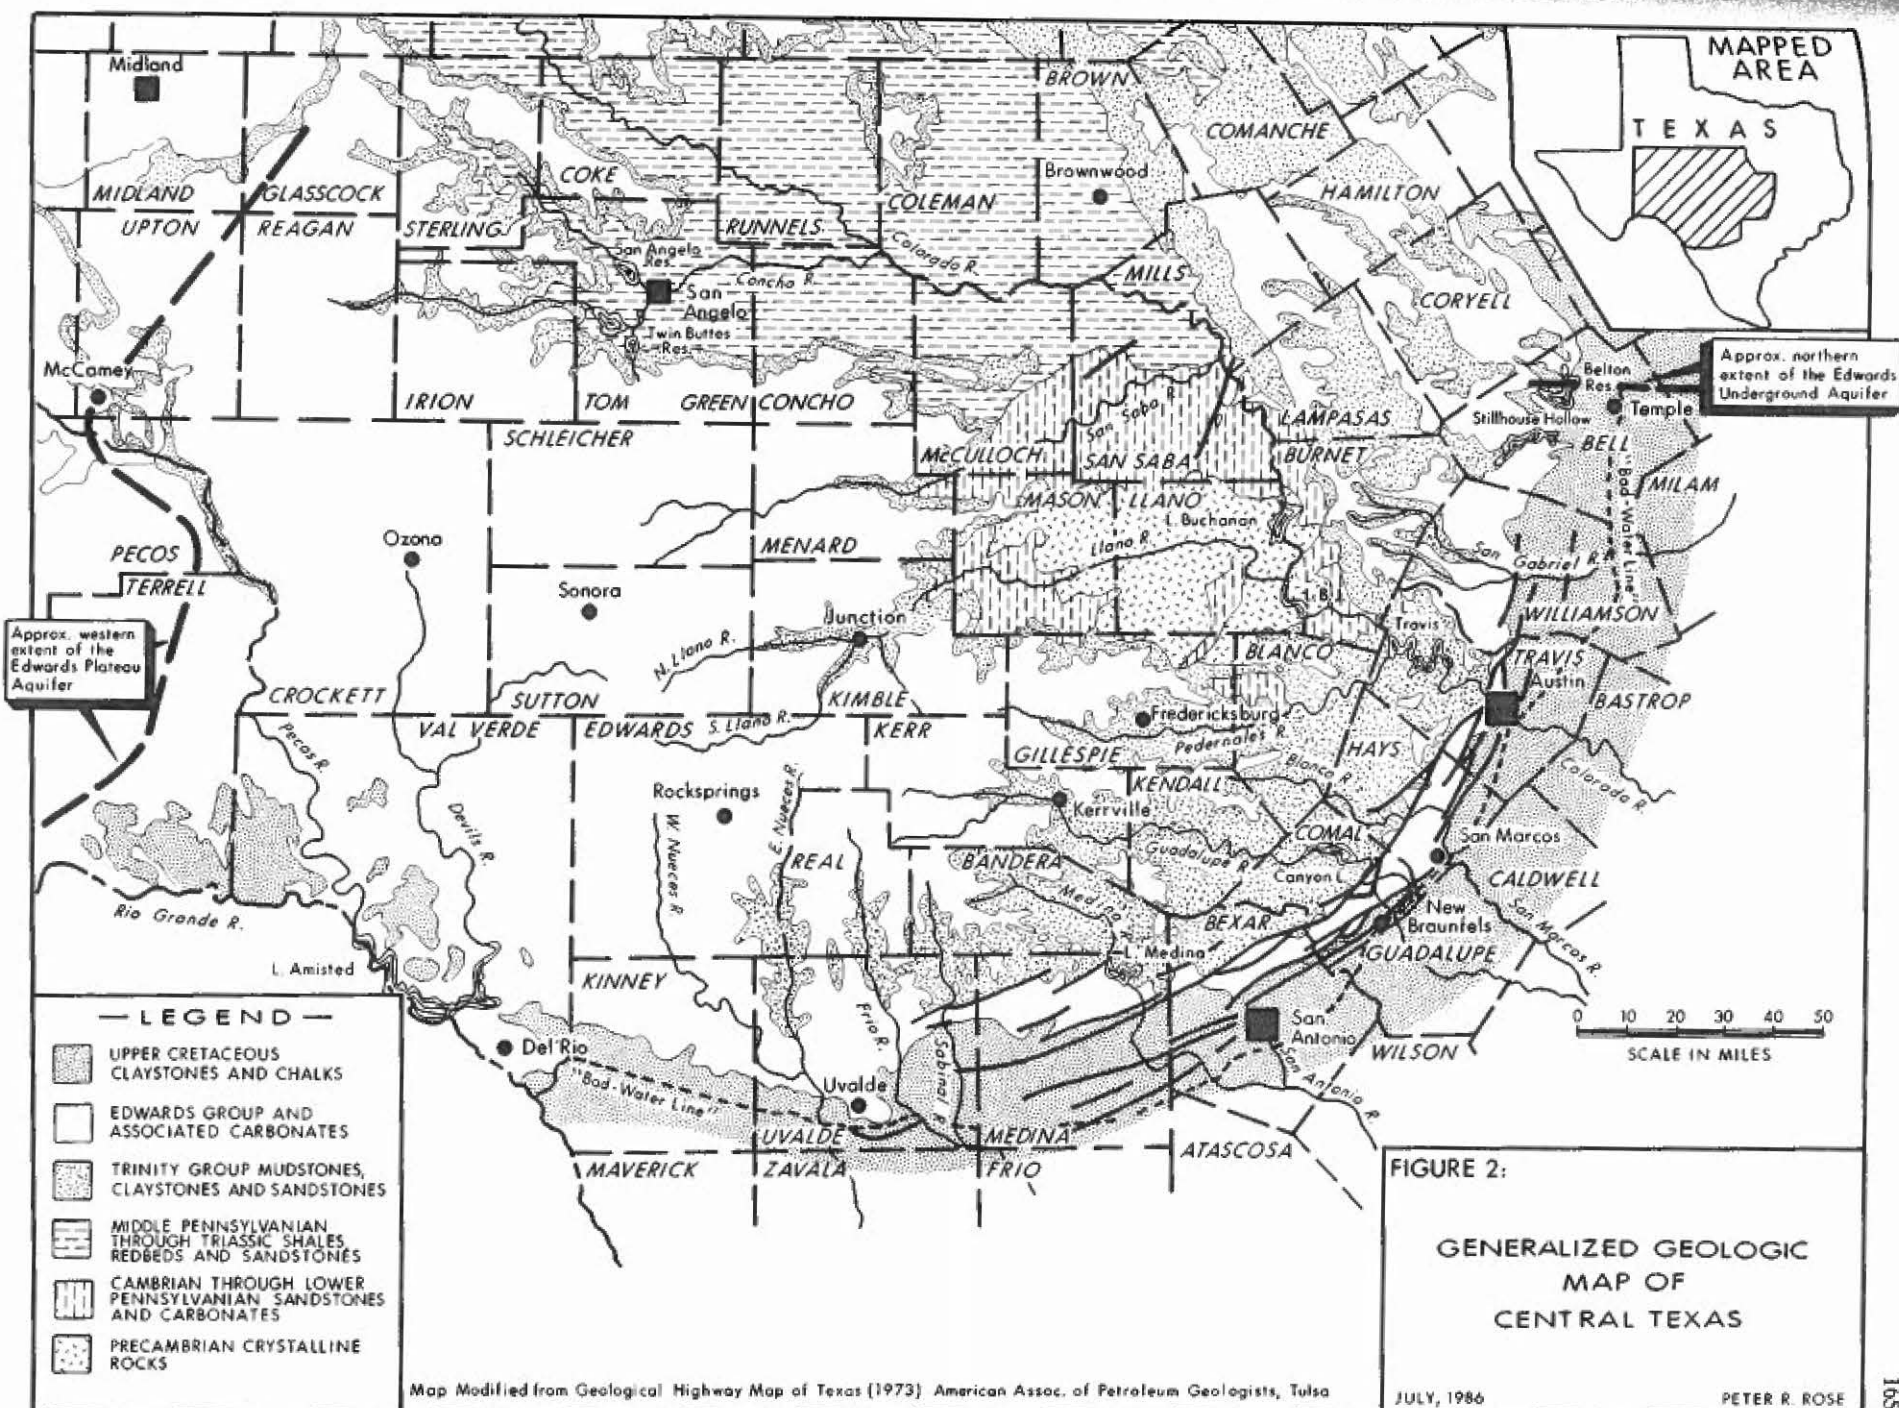 MAPPED
AREA
TEXAS
Midland
BROWN
COMANCHE
Brownwood
COKE
MIDLAND
GLASSCOCK
COLEMAN
HAMILTON
UPTON
REAGAN
STERLING
RUNNELS
San Angelo
Res.
Colorado R.
Concho R.
MILLS
San
Angelo
CORYELL
Twin Buttes
Res.
McCamey
Belton
Res.
Approx. northern
extent of the Edwards
Underground Aquifer
IRION
TOM GREEN
CONCHO
San Saba R.
LAMPASAS
Stillhouse Hollow
Temple
SCHLEICHER
McCULLOCH
SAN SABA
BURNET
BELL
MASON
LLANO
MILAM
"Bad Water Line"
L. Buchanan
Ozona
PECOS
MENARD
Llano R.
San Gabriel R.
TERRELL
Sonora
L.B.J.
WILLIAMSON
Junction
L. Travis
Approx. western
extent of the
Edwards Plateau
Aquifer
N. Llano R.
BLANCO
TRAVIS
Austin
CROCKETT
SUTTON
KIMBLE
BASTROP
Fredericksburg
VAL VERDE
EDWARDS
S. Llano R.
KERR
Pedernales R.
HAYS
GILLESPIE
Pecos R.
Blanco R.
Colorado R.
Rocksprings
KENDALL
Kerrville
Devils R.
W. Nueces R.
E. Nueces R.
COMAL
San Marcos
REAL
BANDERA
Guadalupe R.
Canyon L.
CALDWELL
Medina R.
Rio Grande R.
BEXAR
New
Braunfels
San Marcos R.
L. Medina
GUADALUPE
L. Amisted
KINNEY
Frio R.
Sabinal R.
San
Antonio
0 10 20 30 40 50
SCALE IN MILES
Del Rio
WILSON
San Antonio R.
"Bad-Water Line"
Uvalde
UVALDE
MEDINA
ATASCOSA
MAVERICK
ZAVALA
FRIO
—LEGEND—
UPPER CRETACEOUS
CLAYSTONES AND CHALKS
EDWARDS GROUP AND
ASSOCIATED CARBONATES
TRINITY GROUP MUDSTONES,
CLAYSTONES AND SANDSTONES
MIDDLE PENNSYLVANIAN
THROUGH TRIASSIC SHALES
REDBEDS AND SANDSTONES
CAMBRIAN THROUGH LOWER
PENNSYLVANIAN SANDSTONES
AND CARBONATES
PRECAMBRIAN CRYSTALLINE
ROCKS
FIGURE 2:
GENERALIZED GEOLOGIC
MAP OF
CENTRAL TEXAS
Map Modified from Geological Highway Map of Texas (1973) American Assoc. of Petroleum Geologists, Tulsa
JULY, 1986
PETER R. ROSE
165